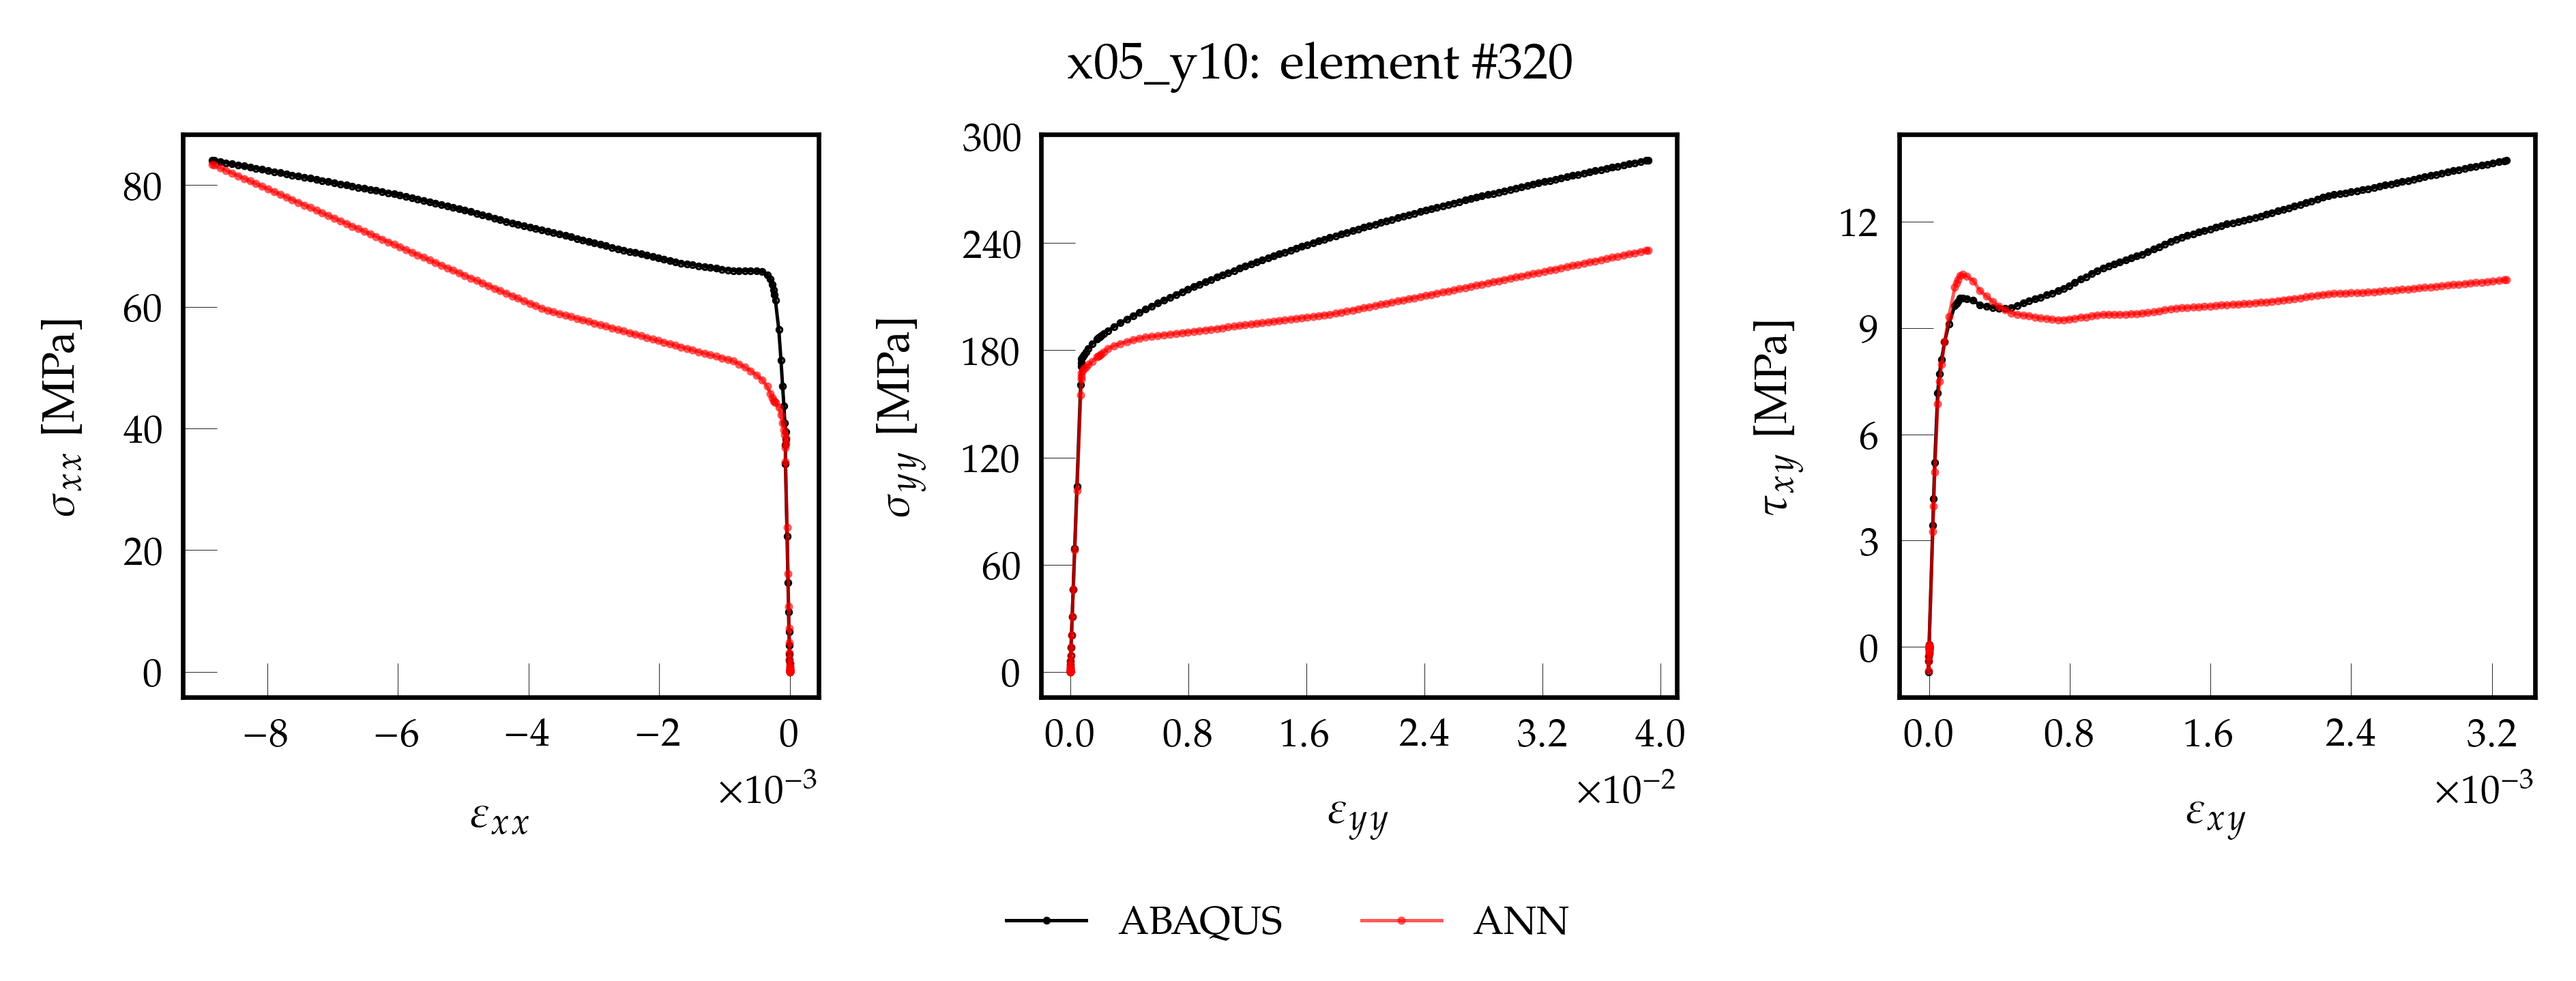 x05_y10: element #320
σxx [MPa]
80
60
40
20
0
−8 −6 −4 −2 0
×10−3
εxx
σyy [MPa]
300
240
180
120
60
0
0.0 0.8 1.6 2.4 3.2 4.0
×10−2
εyy
τxy [MPa]
12
9
6
3
0
0.0 0.8 1.6 2.4 3.2
×10−3
εxy
ABAQUS ANN